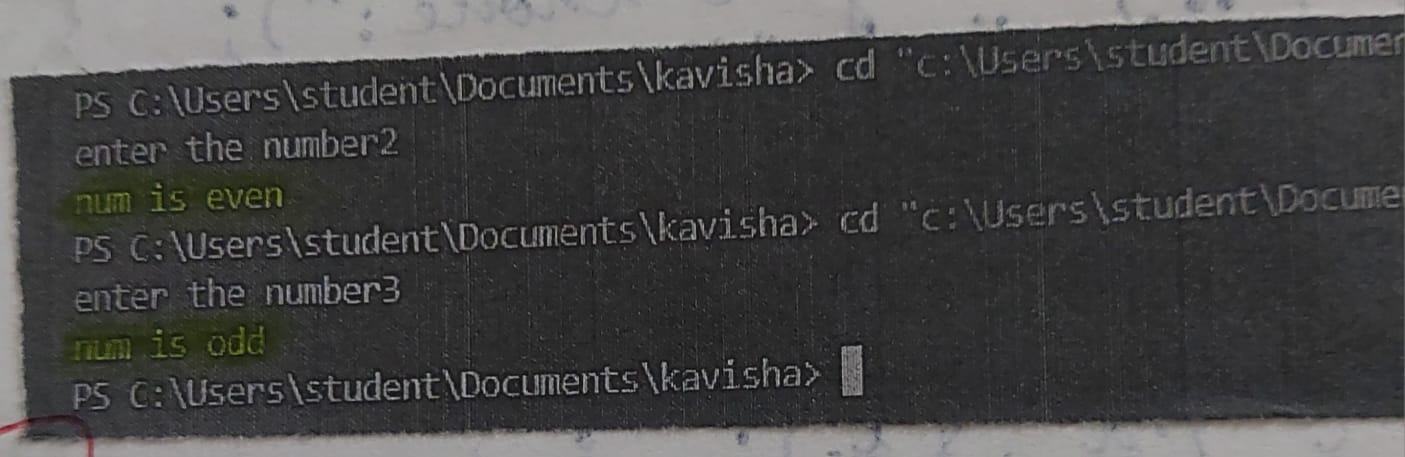 PS C:\Users\student\Documents\kavisha> cd "c:\Users\student\Documen
enter the number2
num is even
PS C:\Users\student\Documents\kavisha> cd "c:\Users\student\Docume
enter the number3
num is odd
PS C:\Users\student\Documents\kavisha>